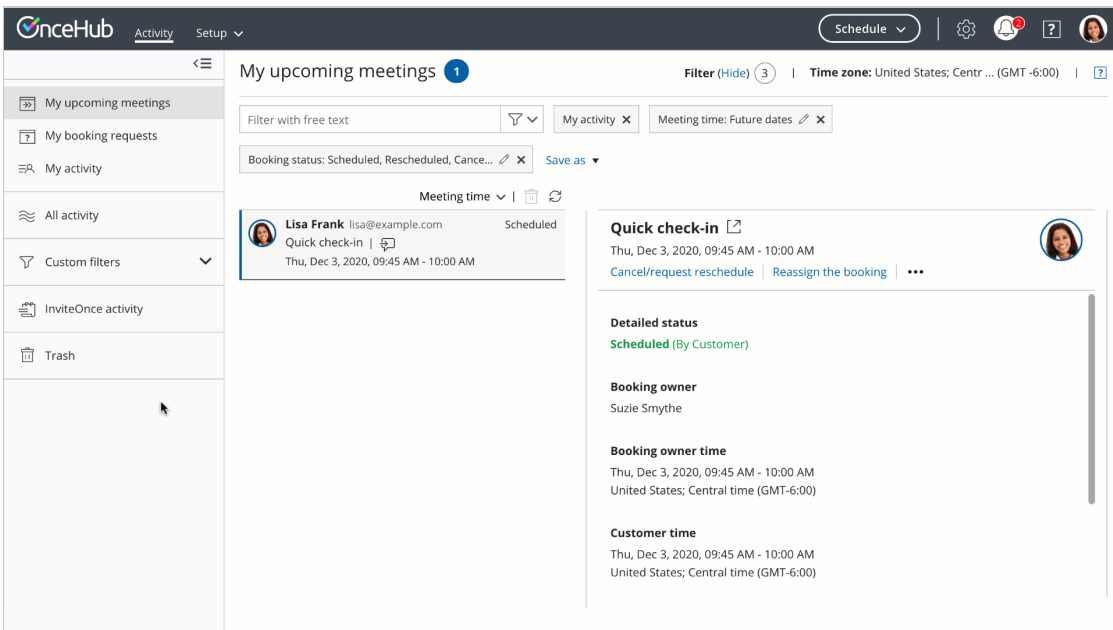 OnceHub Activity Setup Schedule 2 ?
My upcoming meetings 1 Filter (Hide) 3 | Time zone: United States; Centr ... (GMT -6:00) | ?
My upcoming meetings
My booking requests
My activity
All activity
Custom filters
InviteOnce activity
Trash
Filter with free text My activity Meeting time: Future dates
Booking status: Scheduled, Rescheduled, Cance... Save as
Meeting time |
Lisa Frank lisa@example.com Scheduled
Quick check-in |
Thu, Dec 3, 2020, 09:45 AM - 10:00 AM
Quick check-in
Thu, Dec 3, 2020, 09:45 AM - 10:00 AM
Cancel/request reschedule | Reassign the booking | •••
Detailed status
Scheduled (By Customer)
Booking owner
Suzie Smythe
Booking owner time
Thu, Dec 3, 2020, 09:45 AM - 10:00 AM
United States; Central time (GMT-6:00)
Customer time
Thu, Dec 3, 2020, 09:45 AM - 10:00 AM
United States; Central time (GMT-6:00)